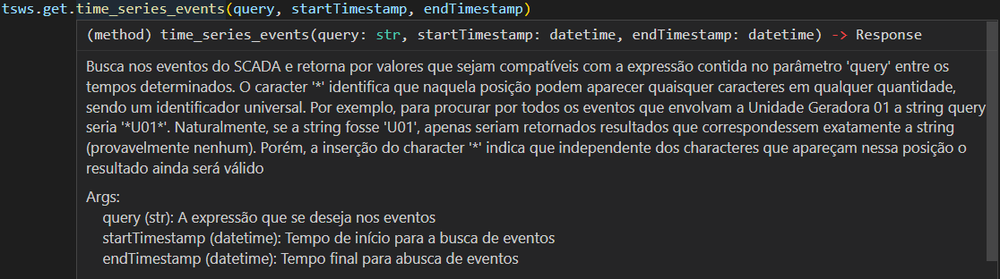 tsws.get.time_series_events(query, startTimestamp, endTimestamp)
(method) time_series_events(query: str, startTimestamp: datetime, endTimestamp: datetime) -> Response
Busca nos eventos do SCADA e retorna por valores que sejam compatíveis com a expressão contida no parâmetro 'query' entre os
tempos determinados. O caracter '*' identifica que naquela posição podem aparecer quaisquer caracteres em qualquer quantidade,
sendo um identificador universal. Por exemplo, para procurar por todos os eventos que envolvam a Unidade Geradora 01 a string query
seria '*U01*'. Naturalmente, se a string fosse 'U01', apenas seriam retornados resultados que correspondessem exatamente a string
(provavelmente nenhum). Porém, a inserção do character '*' indica que independente dos characteres que apareçam nessa posição o
resultado ainda será válido
Args:
query (str): A expressão que se deseja nos eventos
startTimestamp (datetime): Tempo de início para a busca de eventos
endTimestamp (datetime): Tempo final para abusca de eventos